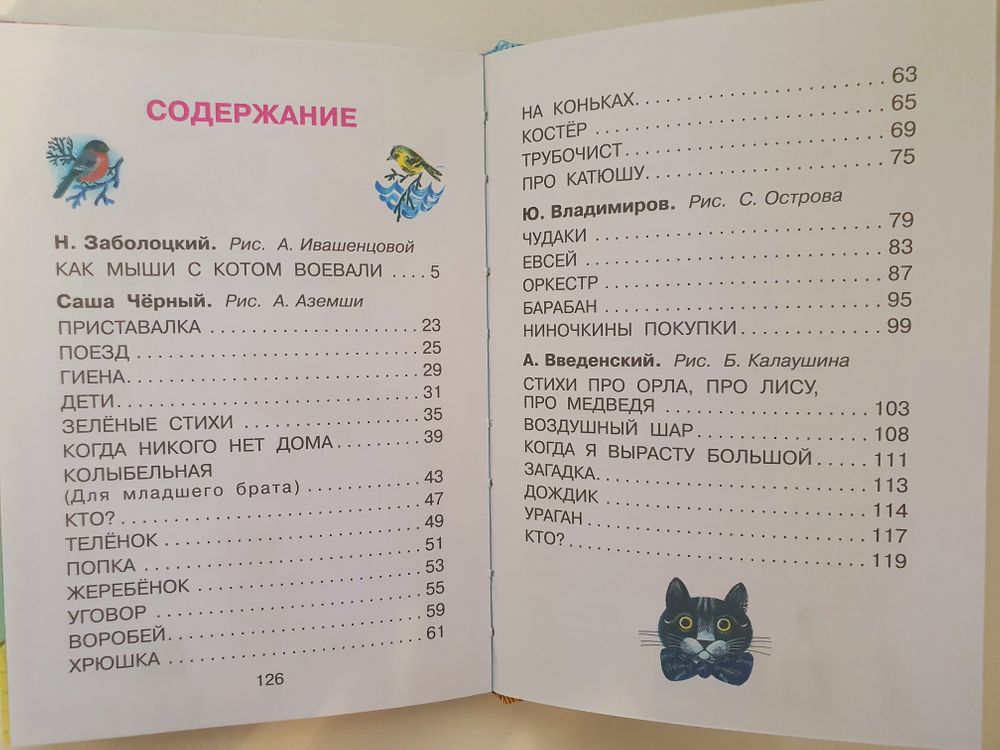 СОДЕРЖАНИЕ
Н. Заболоцкий. Рис. А. Ивашенцовой
КАК МЫШИ С КОТОМ ВОЕВАЛИ ....5
Саша Чёрный. Рис. А. Аземши
ПРИСТАВАЛКА ................ 23
ПОЕЗД ...................... 25
ГИЕНА....................... 29
ДЕТИ........................ 31
ЗЕЛЁНЫЕ СТИХИ .............. 35
КОГДА НИКОГО НЕТ ДОМА........ 39
КОЛЫБЕЛЬНАЯ
(Для младшего брата) ........... 43
КТО?........................ 47
ТЕЛЁНОК .................... 49
ПОПКА ...................... 51
ЖЕРЕБЁНОК .................. 53
УГОВОР ..................... 55
ВОРОБЕЙ..................... 59
ХРЮШКА ..................... 61
126
НА КОНЬКАХ.................... 63
КОСТЁР ....................... 65
ТРУБОЧИСТ..................... 69
ПРО КАТЮШУ.................... 75
Ю. Владимиров. Рис. С. Острова
ЧУДАКИ ....................... 79
ЕВСЕЙ ........................ 83
ОРКЕСТР ...................... 87
БАРАБАН ...................... 95
НИНОЧКИНЫ ПОКУПКИ............. 99
А. Введенский. Рис. Б. Калаушина
СТИХИ ПРО ОРЛА, ПРО ЛИСУ,
ПРО МЕДВЕДЯ .................. 103
ВОЗДУШНЫЙ ШАР................ 108
КОГДА Я ВЫРАСТУ БОЛЬШОЙ..... 111
ЗАГАДКА...................... 113
ДОЖДИК ...................... 114
УРАГАН ...................... 117
КТО?......................... 119